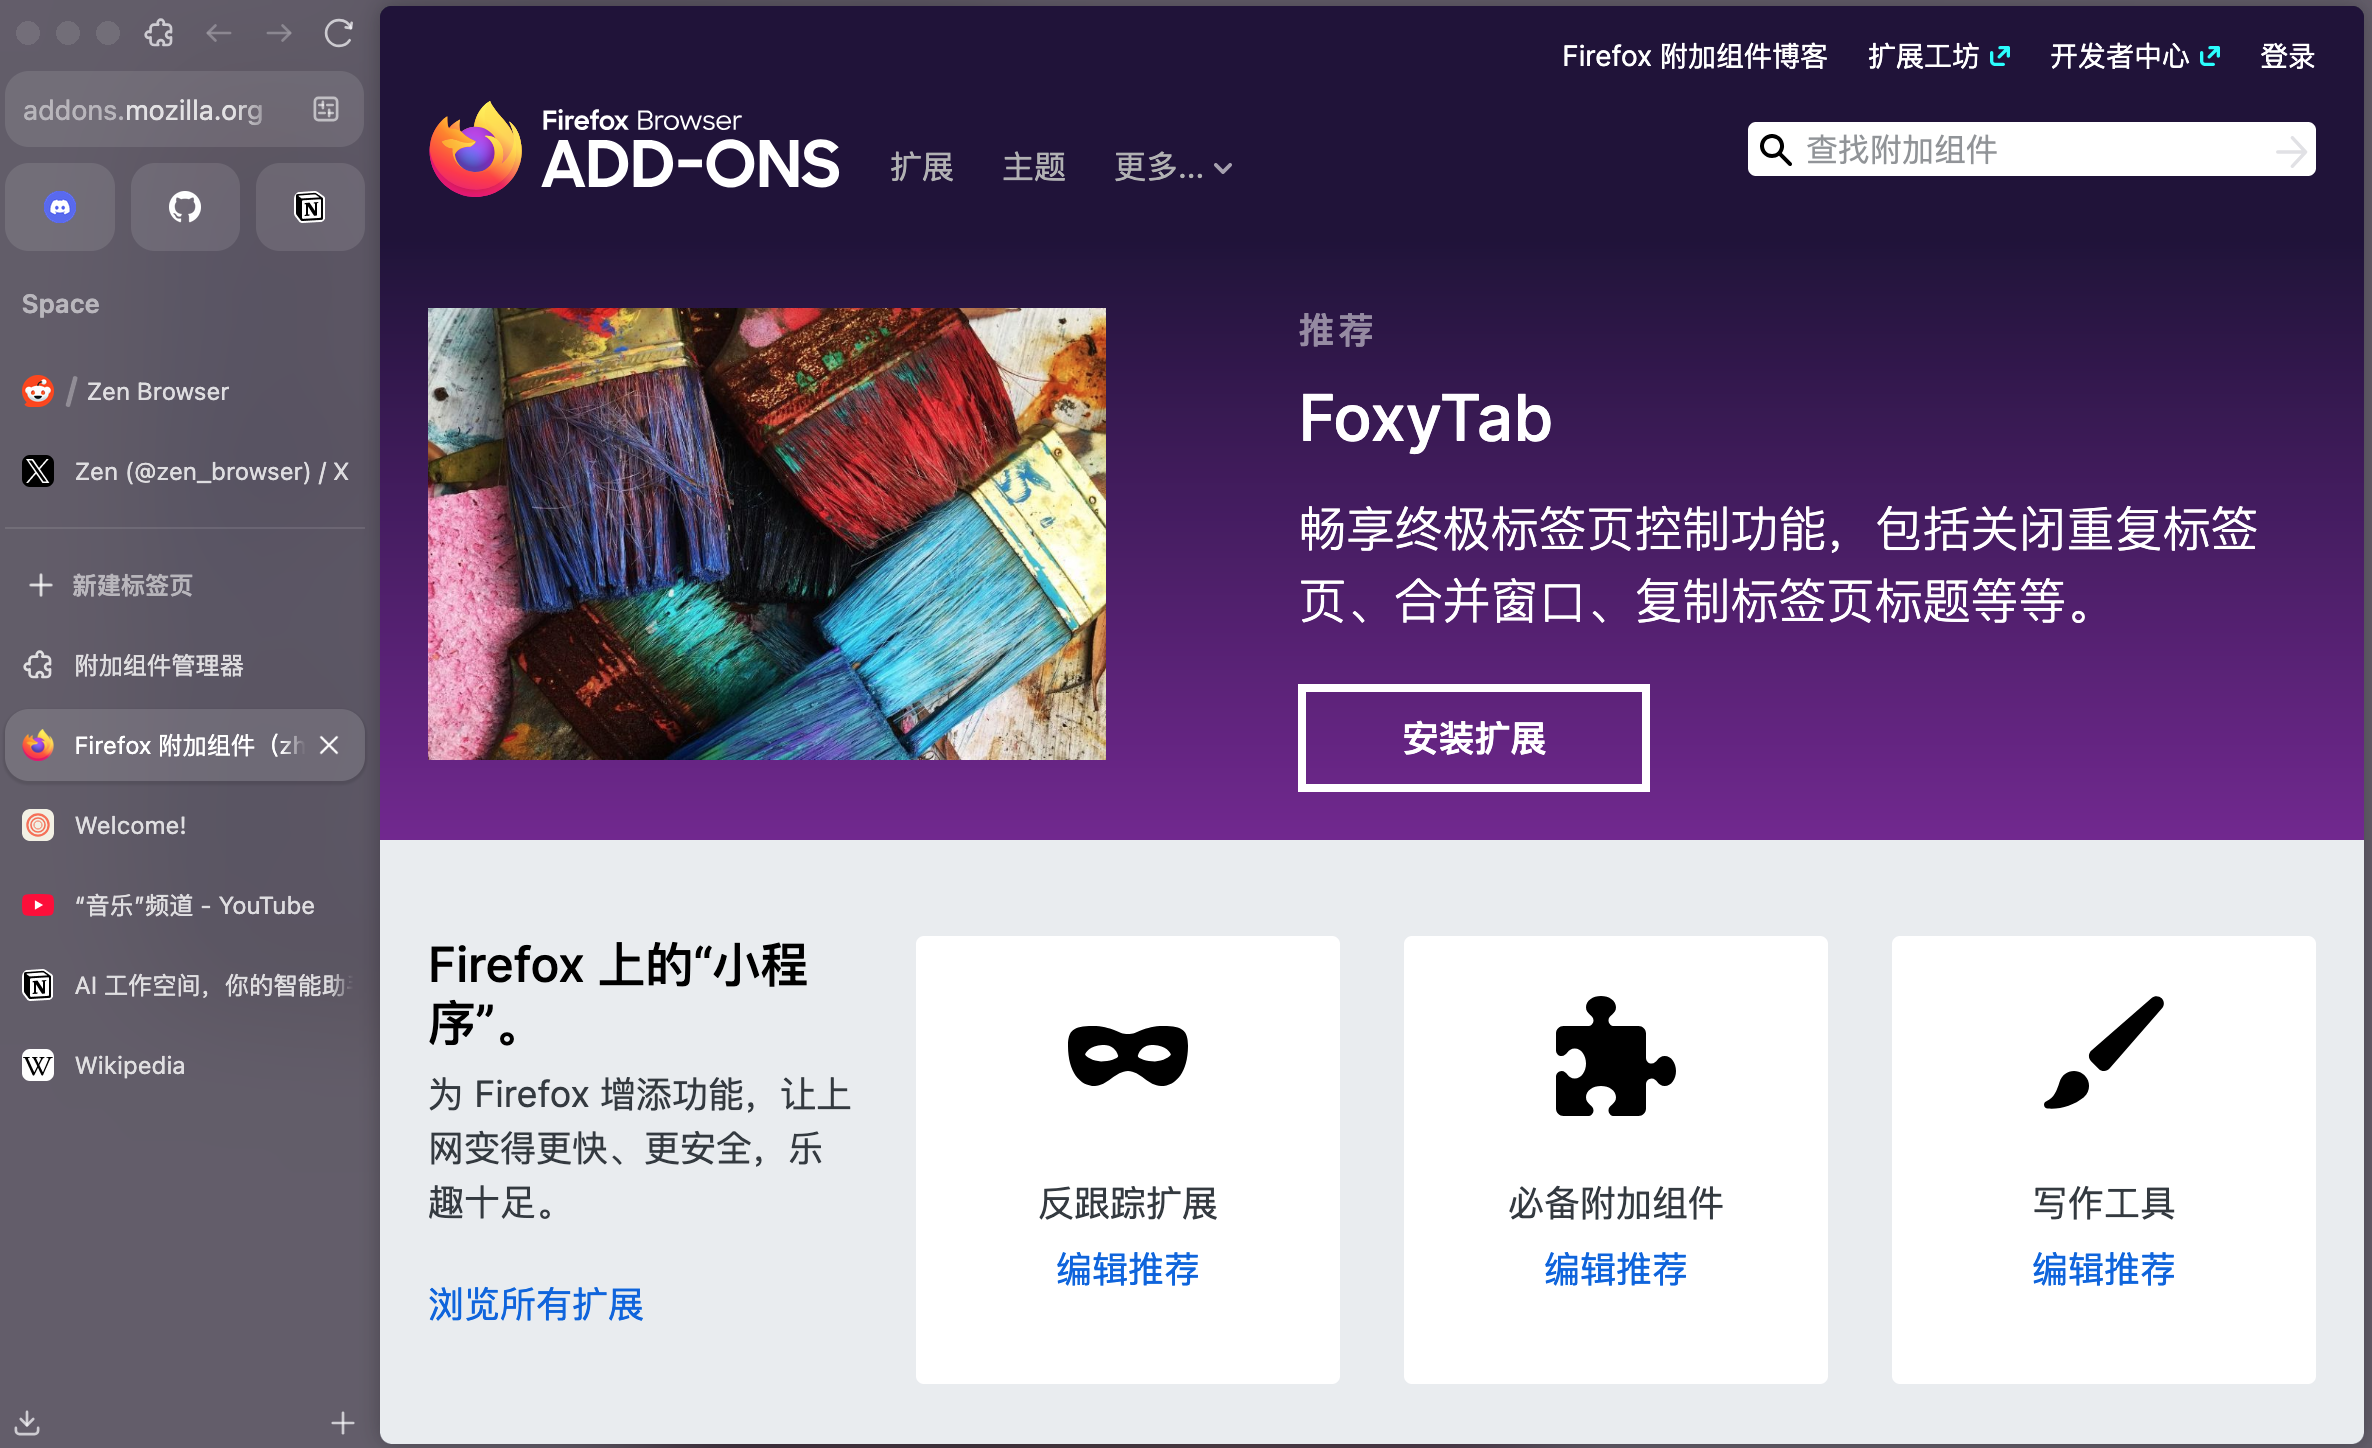 addons.mozilla.org
Space
/ Zen Browser
Zen (@zen_browser) / X
新建标签页
附加组件管理器
Firefox 附加组件（zh
Welcome!
“音乐”频道 - YouTube
AI 工作空间，你的智能助
Wikipedia
Firefox 附加组件博客 扩展工坊 开发者中心 登录
Firefox Browser
ADD-ONS
扩展 主题 更多...
查找附加组件
推荐
FoxyTab
畅享终极标签页控制功能，包括关闭重复标签
页、合并窗口、复制标签页标题等等。
安装扩展
Firefox 上的“小程
序”。
为 Firefox 增添功能，让上
网变得更快、更安全，乐
趣十足。
浏览所有扩展
反跟踪扩展
编辑推荐
必备附加组件
编辑推荐
写作工具
编辑推荐